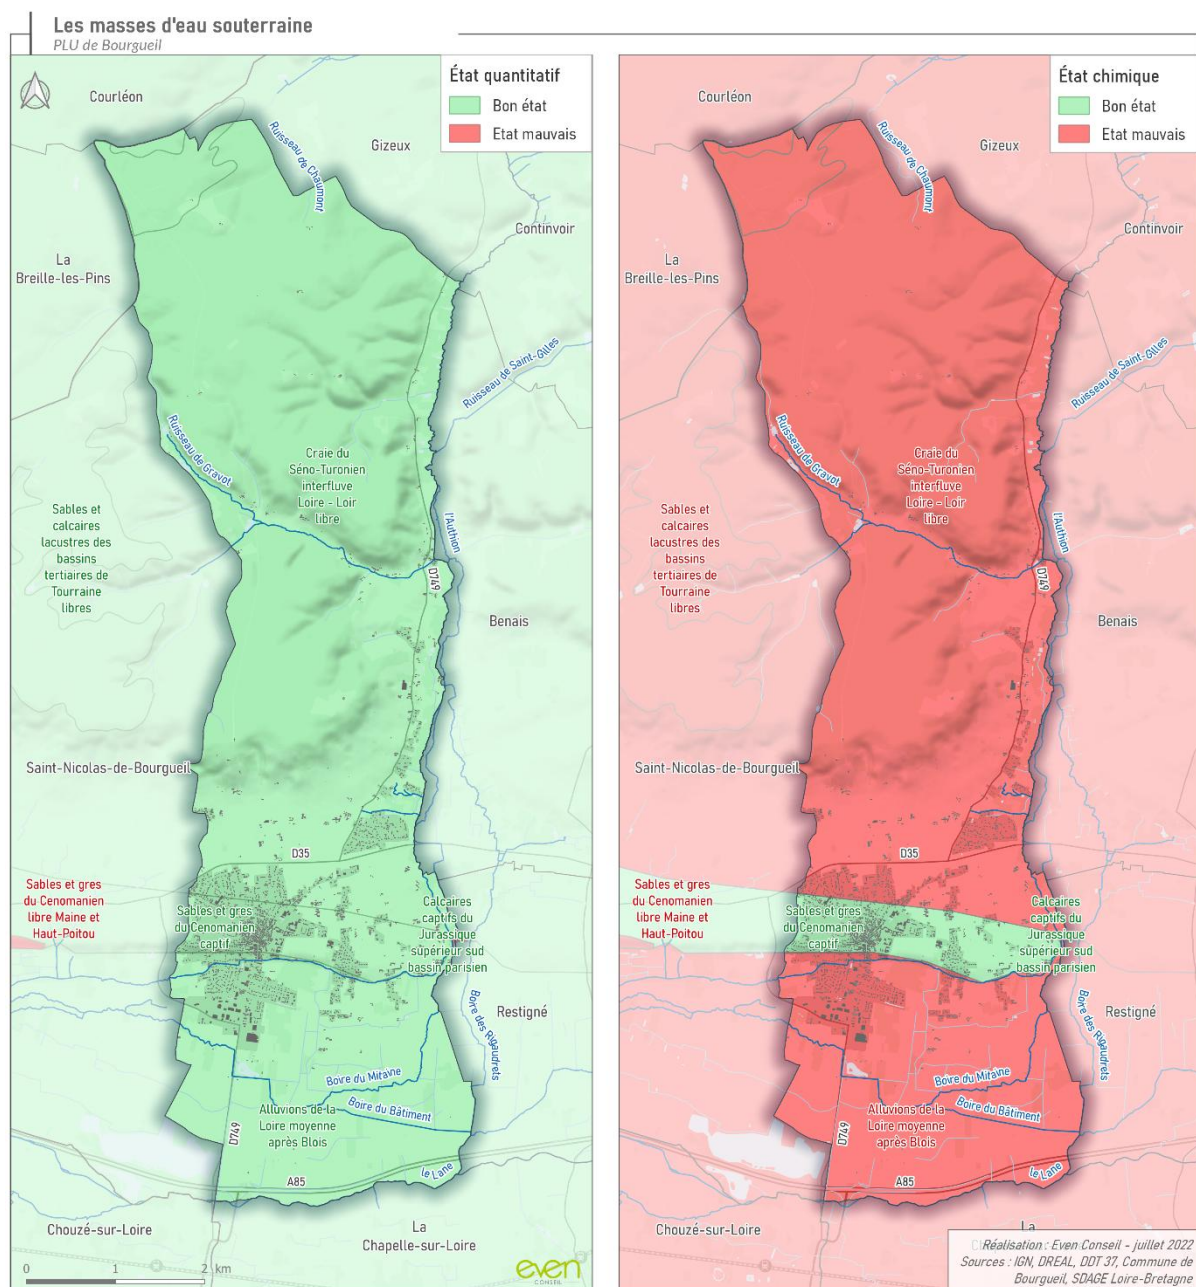 Les masses d'eau souterraine
PLU de Bourgueil
État quantitatif
Bon état
Etat mauvais
Courléon
Gizeux
Ruisseau de Chaumont
Continvoir
La
Breille-les-Pins
Ruisseau de Saint-Gilles
Ruisseau de Gravot
Craie du
Séno-Turonien
interfluve
Loire - Loir
libre
Sables et
calcaires
lacustres des
bassins
tertiaires de
Tourraine
libres
l'Authion
D749
Benais
Saint-Nicolas-de-Bourgueil
D35
Sables et gres
du Cenomanien
libre Maine et
Haut-Poitou
Sables et gres
du Cenomanien
captif
Calcaires
captifs du
Jurassique
supérieur sud
bassin parisien
Restigné
Boire des Rigaudrets
Boire du Mitaine
Boire du Bâtiment
Alluvions de la
Loire moyenne
après Blois
D749
le Lane
A85
Chouzé-sur-Loire
La
Chapelle-sur-Loire
0 1 2 km
even
CONSEIL
État chimique
Bon état
Etat mauvais
Courléon
Gizeux
Ruisseau de Chaumont
Continvoir
La
Breille-les-Pins
Ruisseau de Saint-Gilles
Ruisseau de Gravot
Craie du
Séno-Turonien
interfluve
Loire - Loir
libre
Sables et
calcaires
lacustres des
bassins
tertiaires de
Tourraine
libres
l'Authion
D749
Benais
Saint-Nicolas-de-Bourgueil
D35
Sables et gres
du Cenomanien
libre Maine et
Haut-Poitou
Sables et gres
du Cenomanien
captif
Calcaires
captifs du
Jurassique
supérieur sud
bassin parisien
Restigné
Boire des Rigaudrets
Boire du Mitaine
Boire du Bâtiment
Alluvions de la
Loire moyenne
après Blois
D749
le Lane
A85
Chouzé-sur-Loire
La
Réalisation : Even Conseil - juillet 2022
Sources : IGN, DREAL, DDT 37, Commune de
Bourgueil, SDAGE Loire-Bretagne